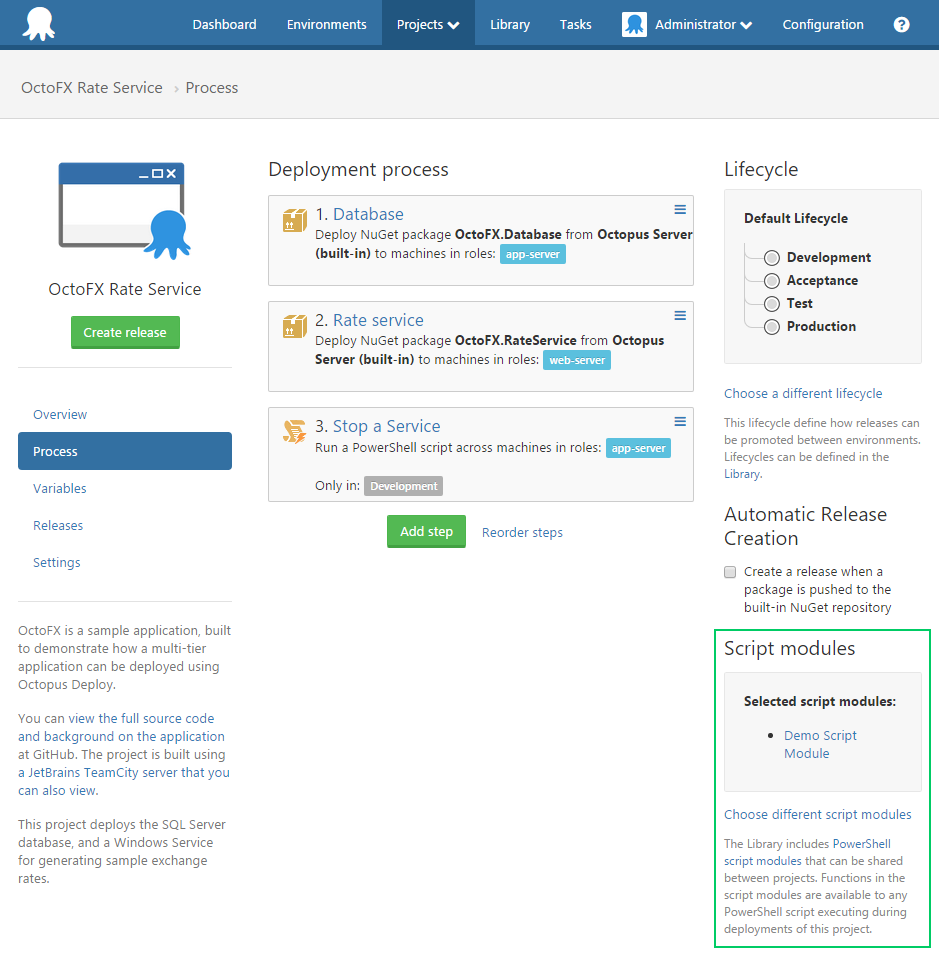 Dashboard Environments Projects Library Tasks Administrator Configuration ?
OctoFX Rate Service › Process
OctoFX Rate Service
Create release
Overview
Process
Variables
Releases
Settings
OctoFX is a sample application, built
to demonstrate how a multi-tier
application can be deployed using
Octopus Deploy.
You can view the full source code
and background on the application
at GitHub. The project is built using
a JetBrains TeamCity server that you
can also view.
This project deploys the SQL Server
database, and a Windows Service
for generating sample exchange
rates.
Deployment process
1. Database
Deploy NuGet package OctoFX.Database from Octopus Server
(built-in) to machines in roles: app-server
2. Rate service
Deploy NuGet package OctoFX.RateService from Octopus
Server (built-in) to machines in roles: web-server
3. Stop a Service
Run a PowerShell script across machines in roles: app-server
Only in: Development
Add step Reorder steps
Lifecycle
Default Lifecycle
Development
Acceptance
Test
Production
Choose a different lifecycle
This lifecycle define how releases can
be promoted between environments.
Lifecycles can be defined in the
Library.
Automatic Release
Creation
Create a release when a
package is pushed to the
built-in NuGet repository
Script modules
Selected script modules:
• Demo Script
Module
Choose different script modules
The Library includes PowerShell
script modules that can be shared
between projects. Functions in the
script modules are available to any
PowerShell script executing during
deployments of this project.